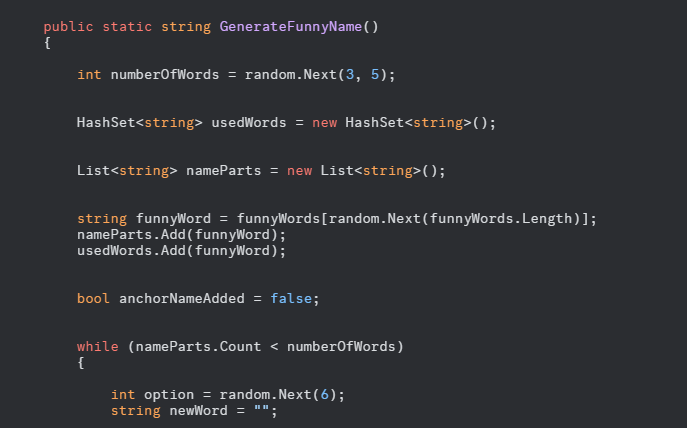 public static string GenerateFunnyName()
{
int numberOfWords = random.Next(3, 5);
HashSet<string> usedWords = new HashSet<string>();
List<string> nameParts = new List<string>();
string funnyWord = funnyWords[random.Next(funnyWords.Length)];
nameParts.Add(funnyWord);
usedWords.Add(funnyWord);
bool anchorNameAdded = false;
while (nameParts.Count < numberOfWords)
{
int option = random.Next(6);
string newWord = "";